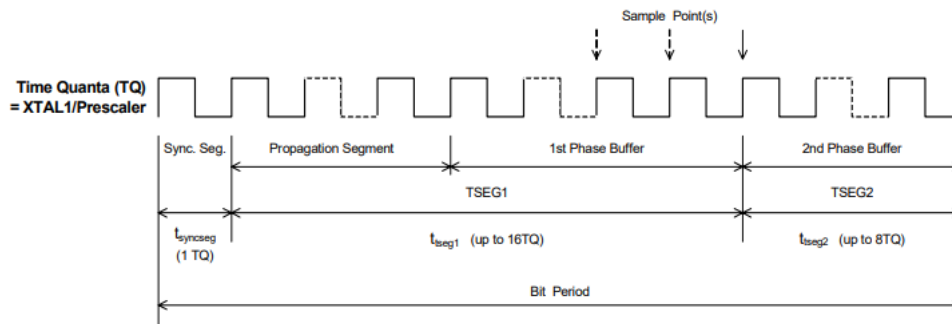 Sample Point(s)
Time Quanta (TQ)
= XTAL1/Prescaler
Sync. Seg.
Propagation Segment
1st Phase Buffer
2nd Phase Buffer
TSEG1
TSEG2
tsyncseg
(1 TQ)
ttseg1 (up to 16TQ)
ttseg2 (up to 8TQ)
Bit Period